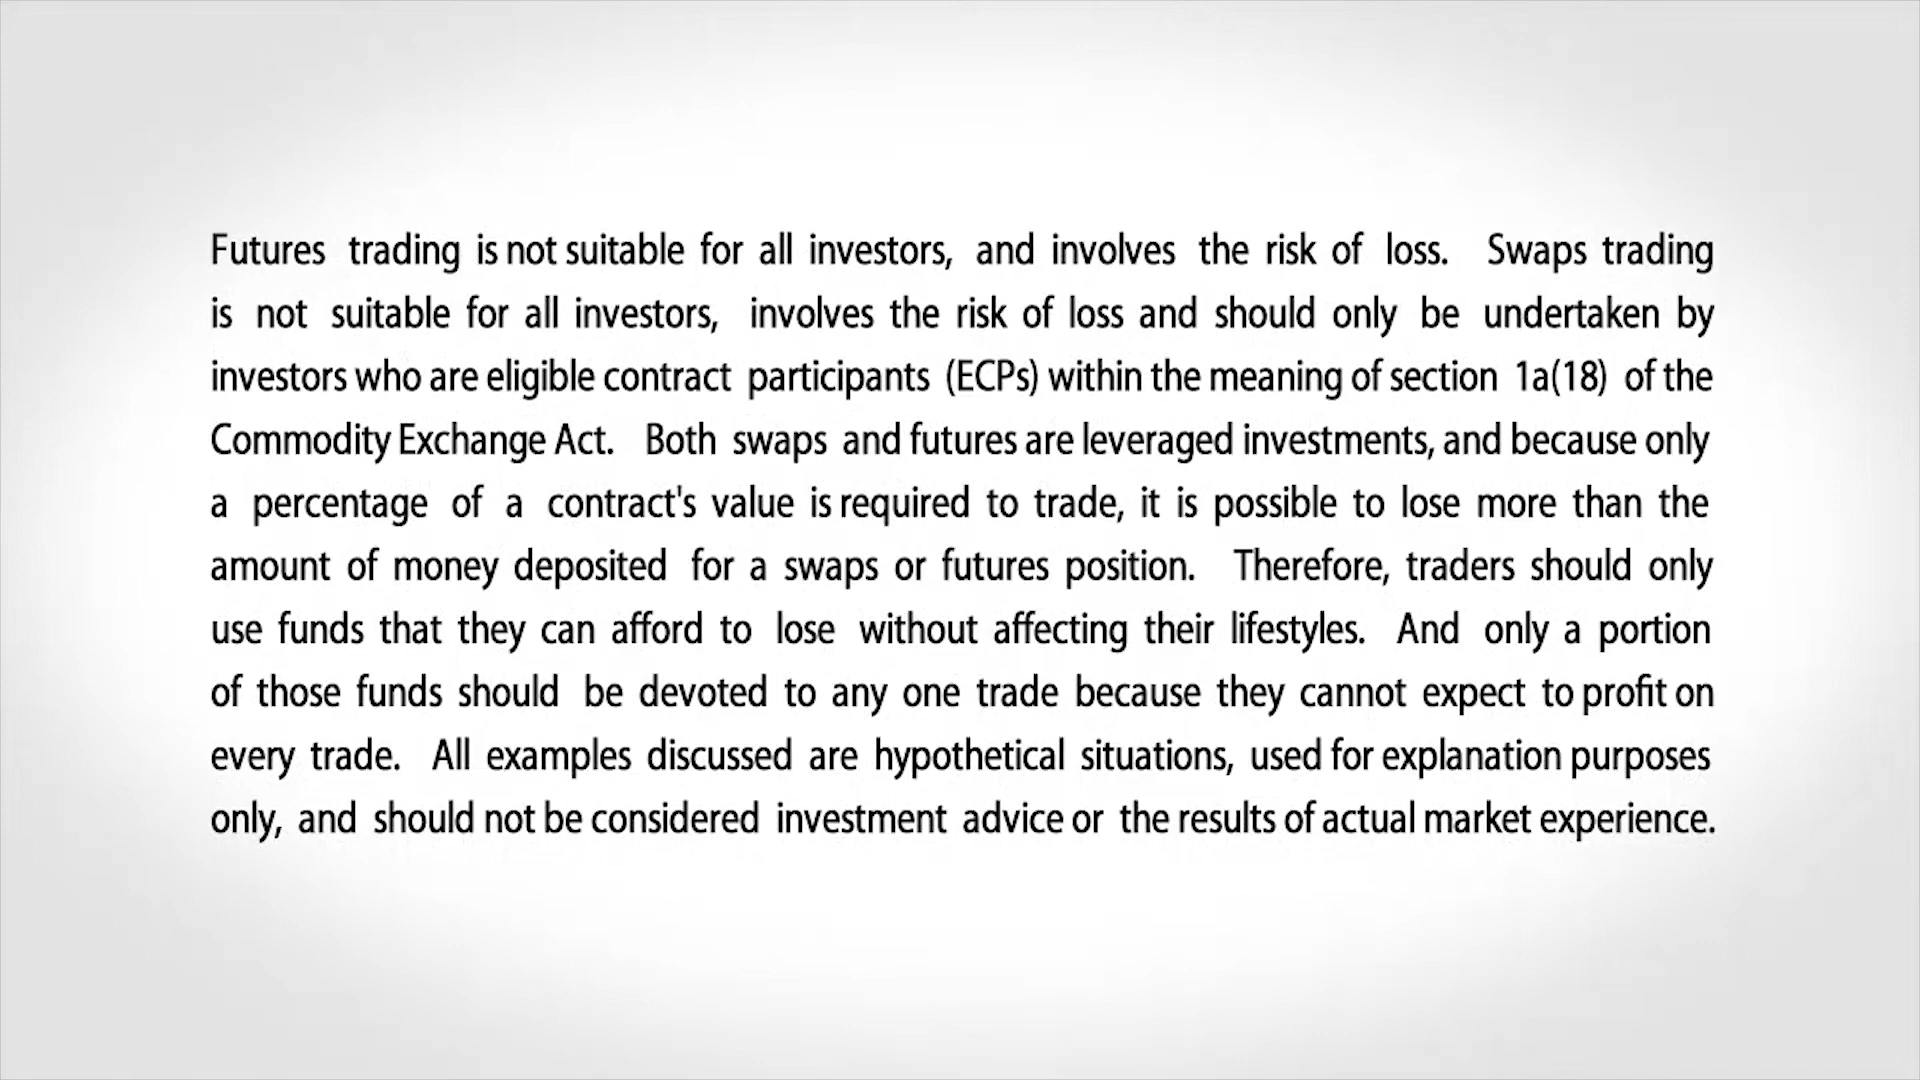 Futures trading is not suitable for all investors, and involves the risk of loss. Swaps trading
is not suitable for all investors, involves the risk of loss and should only be undertaken by
investors who are eligible contract participants (ECPs) within the meaning of section 1a(18) of the
Commodity Exchange Act. Both swaps and futures are leveraged investments, and because only
a percentage of a contract's value is required to trade, it is possible to lose more than the
amount of money deposited for a swaps or futures position. Therefore, traders should only
use funds that they can afford to lose without affecting their lifestyles. And only a portion
of those funds should be devoted to any one trade because they cannot expect to profit on
every trade. All examples discussed are hypothetical situations, used for explanation purposes
only, and should not be considered investment advice or the results of actual market experience.